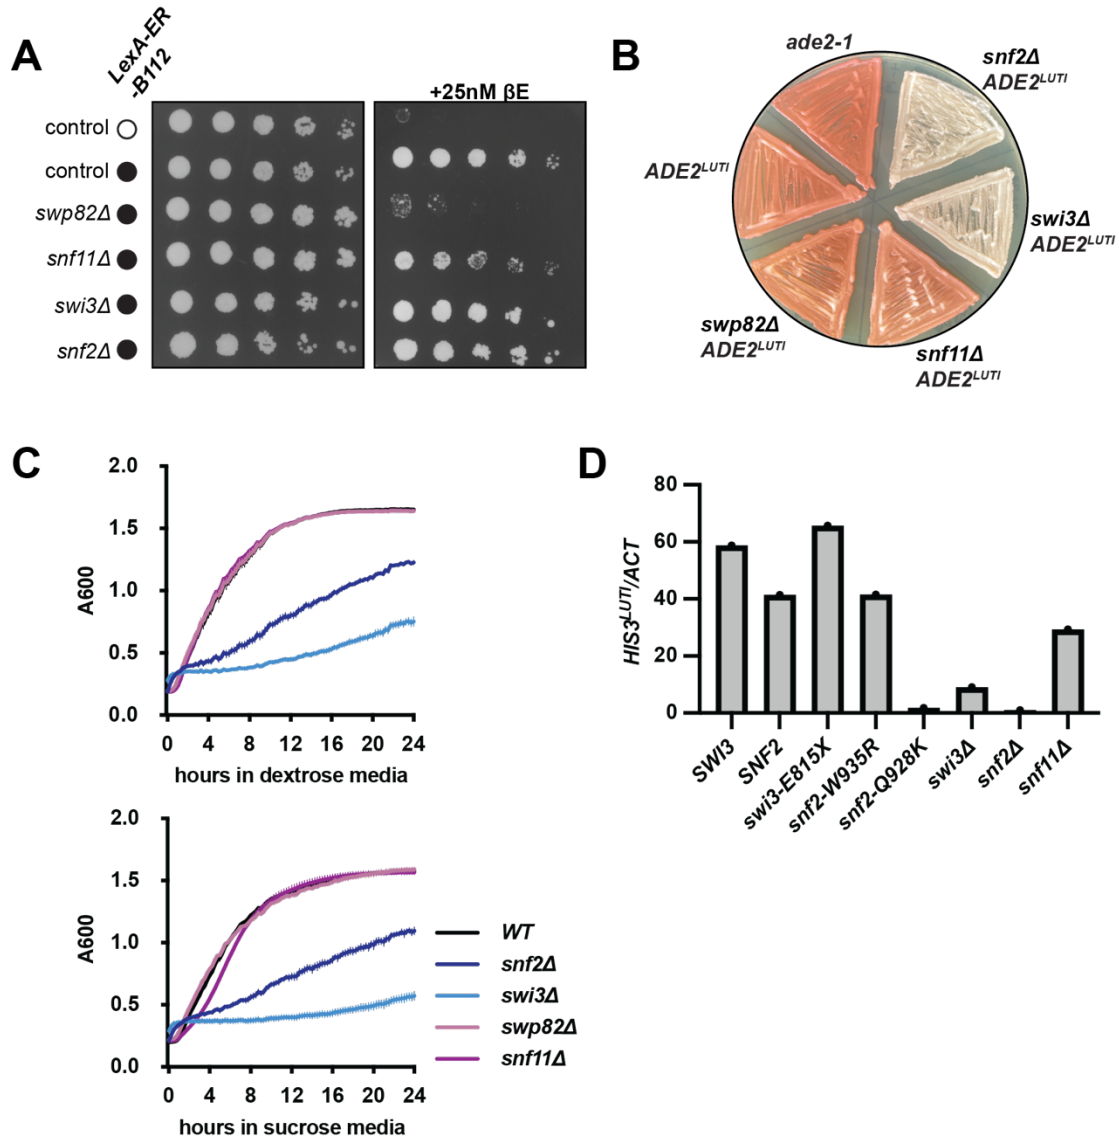 A
LexA-ER
-B112
+25nM βE
control
control
swp82Δ
snf11Δ
swi3Δ
snf2Δ
B
ade2-1
snf2Δ
ADE2^LUTI
ADE2^LUTI
swi3Δ
ADE2^LUTI
swp82Δ
ADE2^LUTI
snf11Δ
ADE2^LUTI
C
A600
2.0
1.5
1.0
0.5
0.0
0 4 8 12 16 20 24
hours in dextrose media
A600
2.0
1.5
1.0
0.5
0.0
0 4 8 12 16 20 24
hours in sucrose media
WT
snf2Δ
swi3Δ
swp82Δ
snf11Δ
D
HIS3^LUTI/ACT
80
60
40
20
0
SWI3
SNF2
swi3-E815X
snf2-W935R
snf2-Q928K
swi3Δ
snf2Δ
snf11Δ